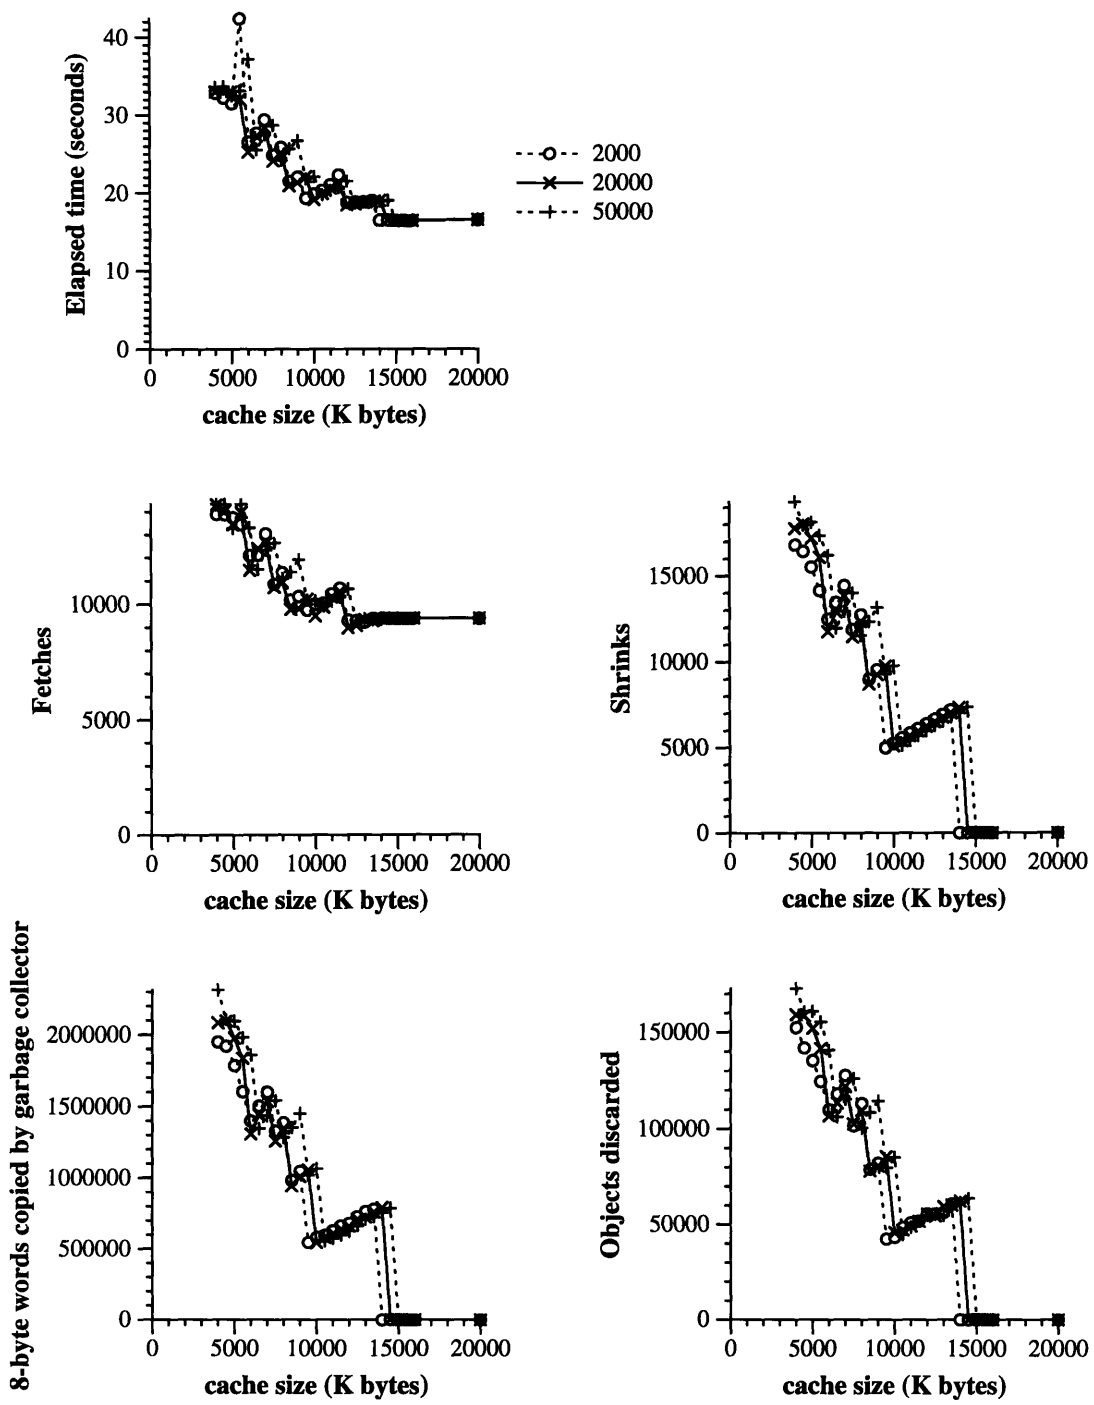 40
30
20
10
0
Elapsed time (seconds)
2000
20000
50000
0 5000 10000 15000 20000
cache size (K bytes)
10000
5000
0
Fetches
0 5000 10000 15000 20000
cache size (K bytes)
15000
10000
5000
0
Shrinks
0 5000 10000 15000 20000
cache size (K bytes)
2000000
1500000
1000000
500000
0
8-byte words copied by garbage collector
0 5000 10000 15000 20000
cache size (K bytes)
150000
100000
50000
0
Objects discarded
0 5000 10000 15000 20000
cache size (K bytes)